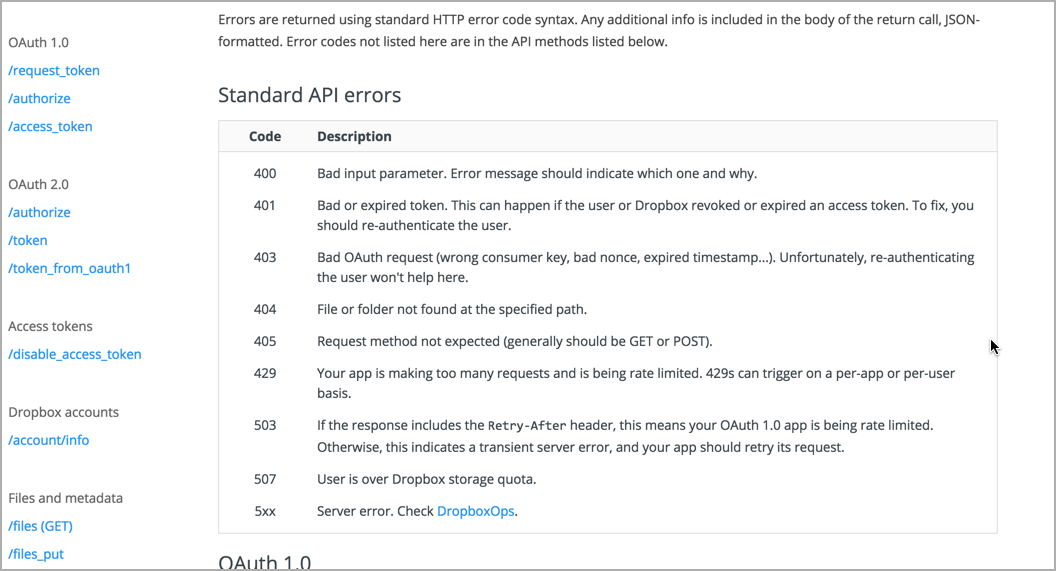 OAuth 1.0
/request_token
/authorize
/access_token
OAuth 2.0
/authorize
/token
/token_from_oauth1
Access tokens
/disable_access_token
Dropbox accounts
/account/info
Files and metadata
/files (GET)
/files_put
Errors are returned using standard HTTP error code syntax. Any additional info is included in the body of the return call, JSON-
formatted. Error codes not listed here are in the API methods listed below.
Standard API errors
Code Description
400 Bad input parameter. Error message should indicate which one and why.
401 Bad or expired token. This can happen if the user or Dropbox revoked or expired an access token. To fix, you
should re-authenticate the user.
403 Bad OAuth request (wrong consumer key, bad nonce, expired timestamp...). Unfortunately, re-authenticating
the user won't help here.
404 File or folder not found at the specified path.
405 Request method not expected (generally should be GET or POST).
429 Your app is making too many requests and is being rate limited. 429s can trigger on a per-app or per-user
basis.
503 If the response includes the Retry-After header, this means your OAuth 1.0 app is being rate limited.
Otherwise, this indicates a transient server error, and your app should retry its request.
507 User is over Dropbox storage quota.
5xx Server error. Check DropboxOps.
OAuth 1.0